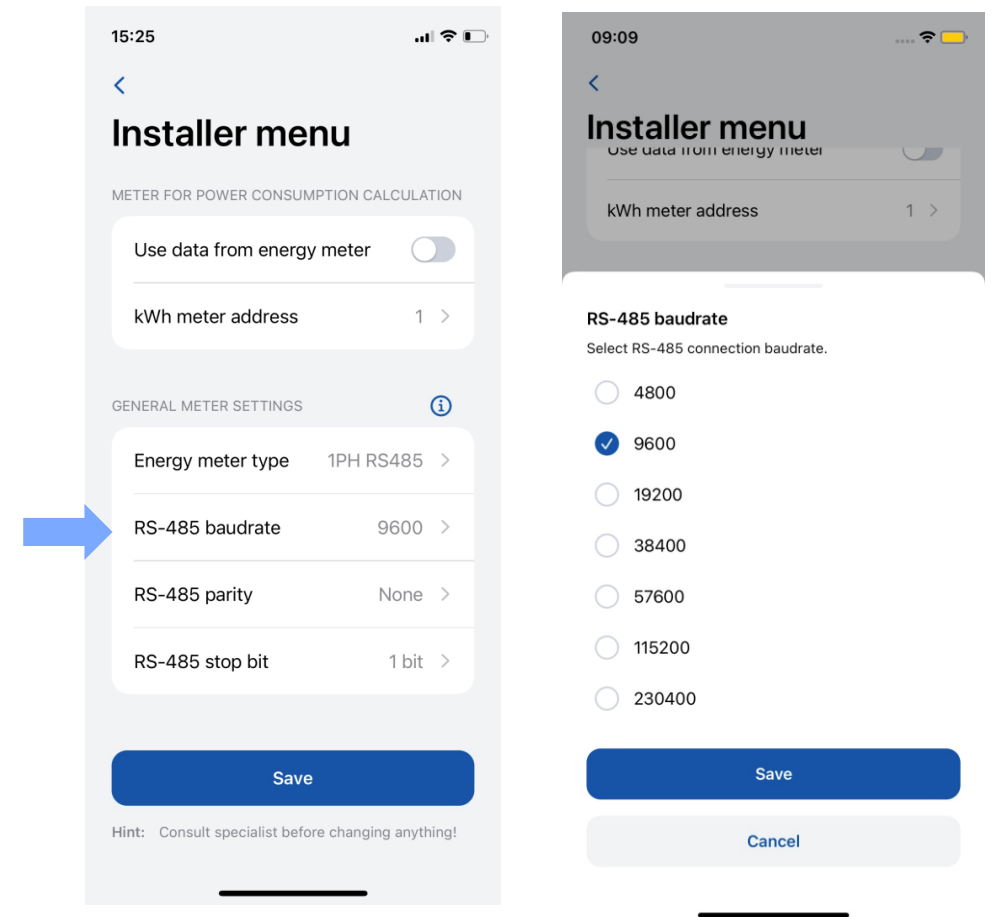 15:25
Installer menu
METER FOR POWER CONSUMPTION CALCULATION
Use data from energy meter
kWh meter address 1
GENERAL METER SETTINGS
Energy meter type 1PH RS485
RS-485 baudrate 9600
RS-485 parity None
RS-485 stop bit 1 bit
Save
Hint: Consult specialist before changing anything!
09:09
Installer menu
Use data from energy meter
kWh meter address 1
RS-485 baudrate
Select RS-485 connection baudrate.
4800
9600
19200
38400
57600
115200
230400
Save
Cancel